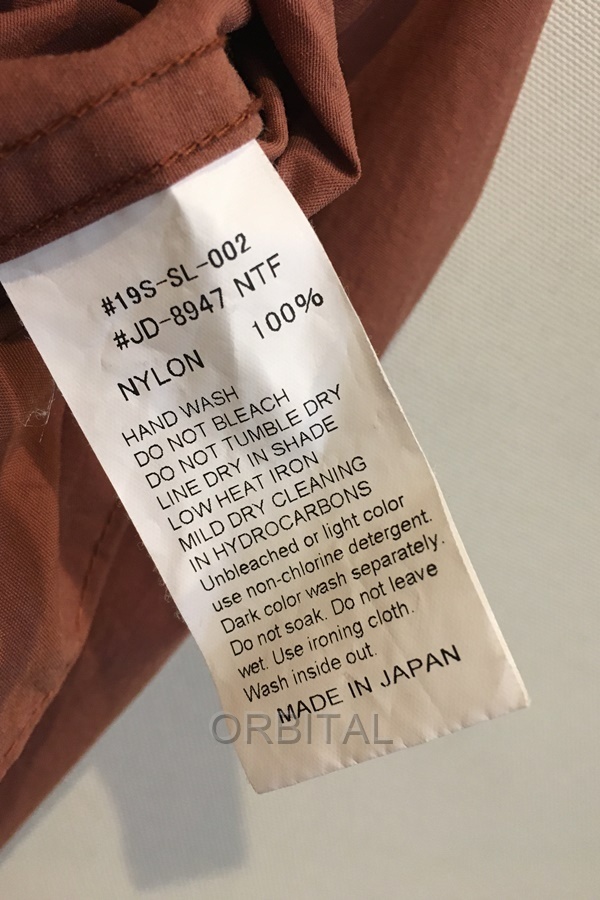 #19S-SL-002
#JD-8947 NTF
NYLON 100%
HAND WASH
DO NOT BLEACH
DO NOT TUMBLE DRY
LINE DRY IN SHADE
LOW HEAT IRON
MILD DRY CLEANING
IN HYDROCARBONS
Unbleached or light color
use non-chlorine detergent.
Dark color wash separately.
Do not soak. Do not leave
wet. Use ironing cloth.
Wash inside out.
MADE IN JAPAN
ORBITAL